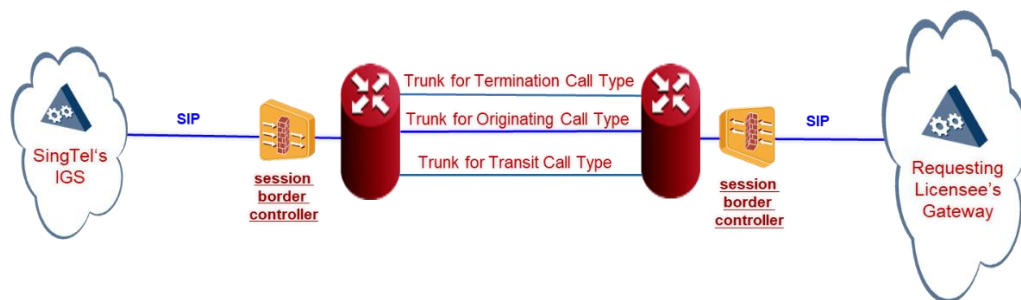 Trunk for Termination Call Type
Trunk for Originating Call Type
Trunk for Transit Call Type
SIP
SIP
SingTel's
IGS
session
border
controller
session
border
controller
Requesting
Licensee's
Gateway